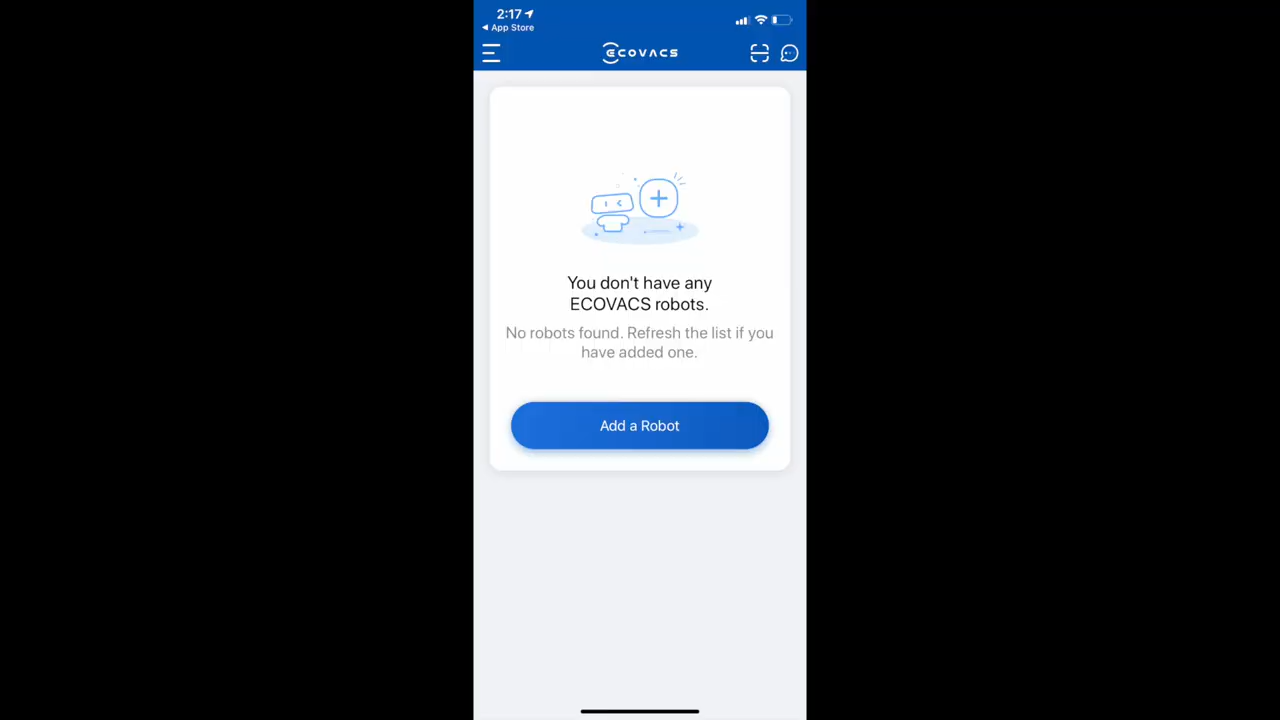 2:17
App Store
ECOVACS
You don't have any
ECOVACS robots.
No robots found. Refresh the list if you
have added one.
Add a Robot